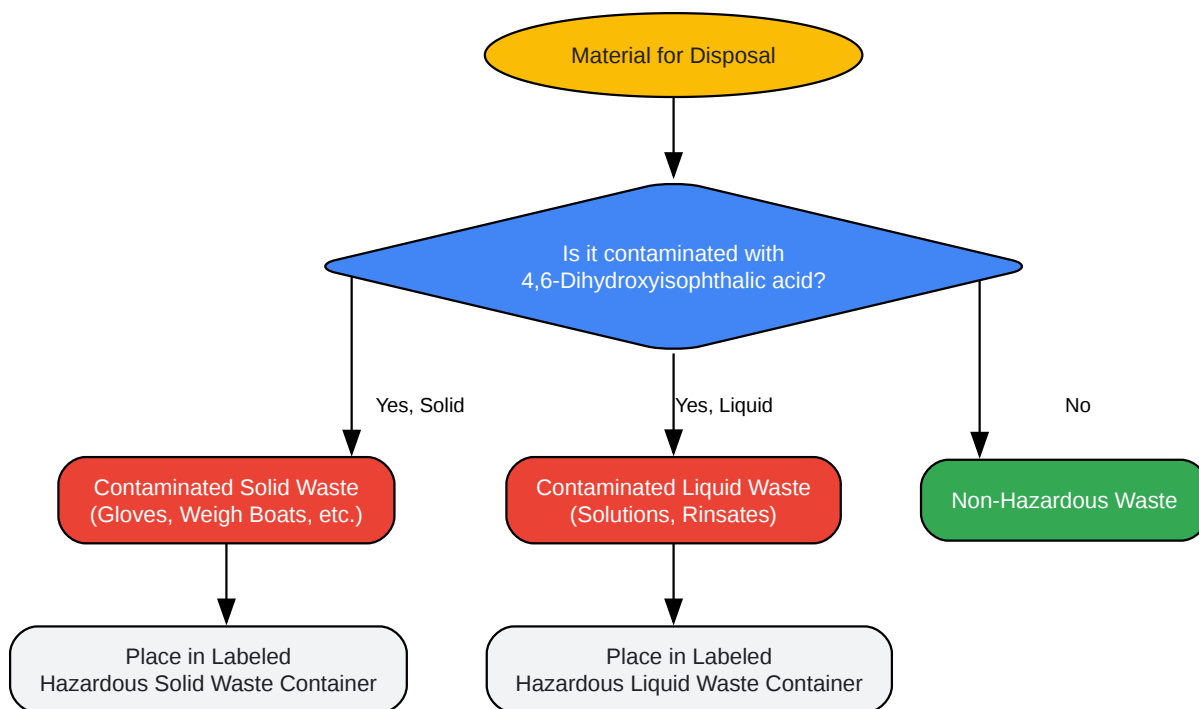 Material for Disposal
Is it contaminated with
4,6-Dihydroxyisophthalic acid?
Yes, Solid
Yes, Liquid
No
Contaminated Solid Waste
(Gloves, Weigh Boats, etc.)
Contaminated Liquid Waste
(Solutions, Rinsates)
Non-Hazardous Waste
Place in Labeled
Hazardous Solid Waste Container
Place in Labeled
Hazardous Liquid Waste Container